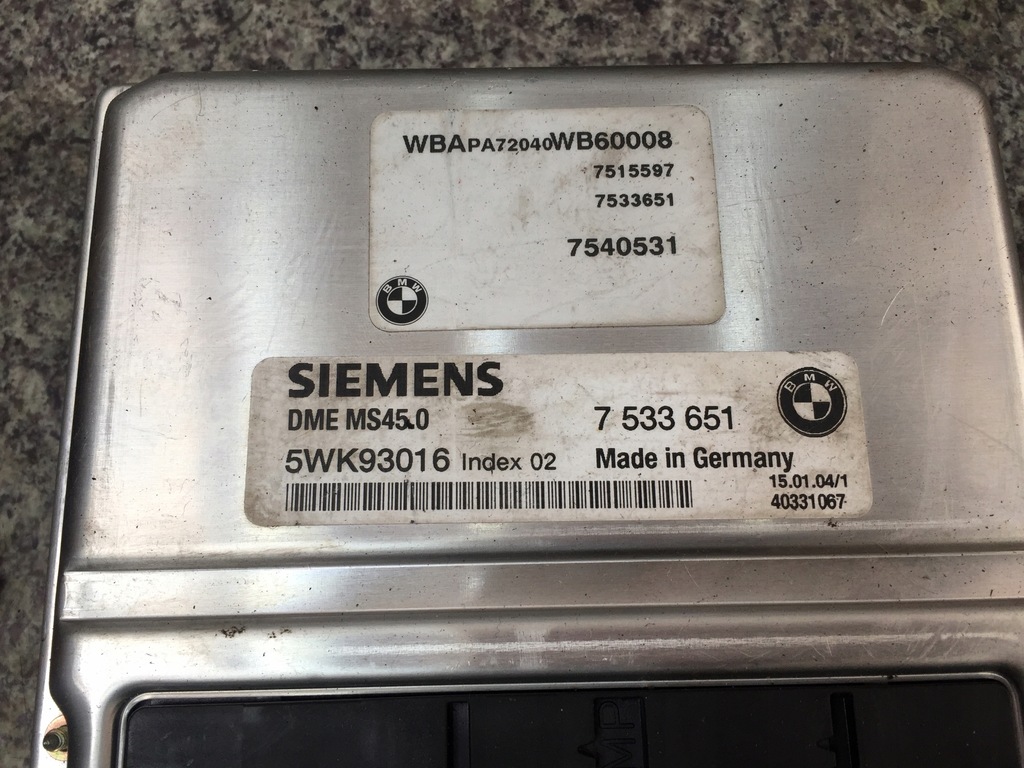 WBAPA72040WB60008
7515597
7533651
7540531
BMW
SIEMENS
BMW
DME MS45.0
7 533 651
5WK93016 Index 02
Made in Germany
15.01.04/1
40331067
MP